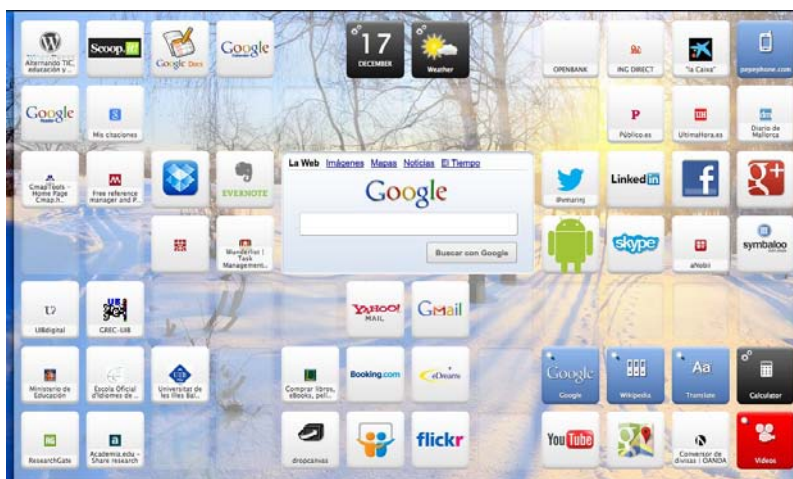 Scoop.it!
Google
17
DECEMBER
Alternando TIC,
educación y ...
Google Docs
Weather
OPENBANK
ING DIRECT
"la Caixa"
pepephone.com
Google
Mis citaciones
Público.es
UltimaHora.es
Diario de
Mallorca
La Web Imágenes Mapas Noticias El Tiempo
Google
Buscar con Google
CmapTools -
Home Page
Cmap.h..
Free reference
manager and P..
EVERNOTE
Linked in
Wunderlist |
Task
Management..
skype
aNobii
symbaloo
UIBdigital
GREC-UIB
YAHOO!
MAIL
Gmail
Ministerio de
Educación
Escola Oficial
d'Idiomes de ..
Universitat de
les Illes Bal..
Comprar libros,
eBooks, pelí..
Booking.com
eDreams
Google
Google
Wikipedia
Aa
Translate
Calculator
RG
ResearchGate
a
Academia.edu -
Share research
dropcanvas
flickr
YouTube
Conversor de
divisas | OANDA
Videos